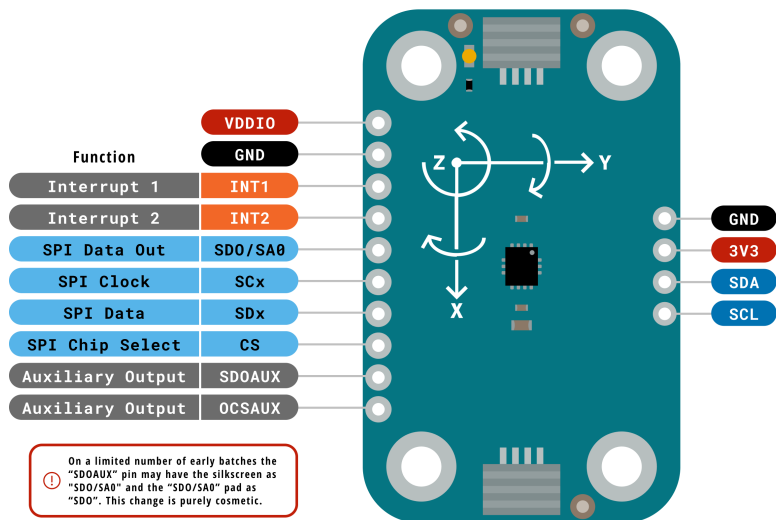 VDDIO
Function
GND
Interrupt 1 INT1
Interrupt 2 INT2
SPI Data Out SDO/SA0
SPI Clock SCx
SPI Data SDx
SPI Chip Select CS
Auxiliary Output SDOAUX
Auxiliary Output OCSAUX
Z
Y
X
GND
3V3
SDA
SCL
!
On a limited number of early batches the
“SDOAUX” pin may have the silkscreen as
"SDO/SA0" and the “SDO/SA0” pad as
“SDO”. This change is purely cosmetic.